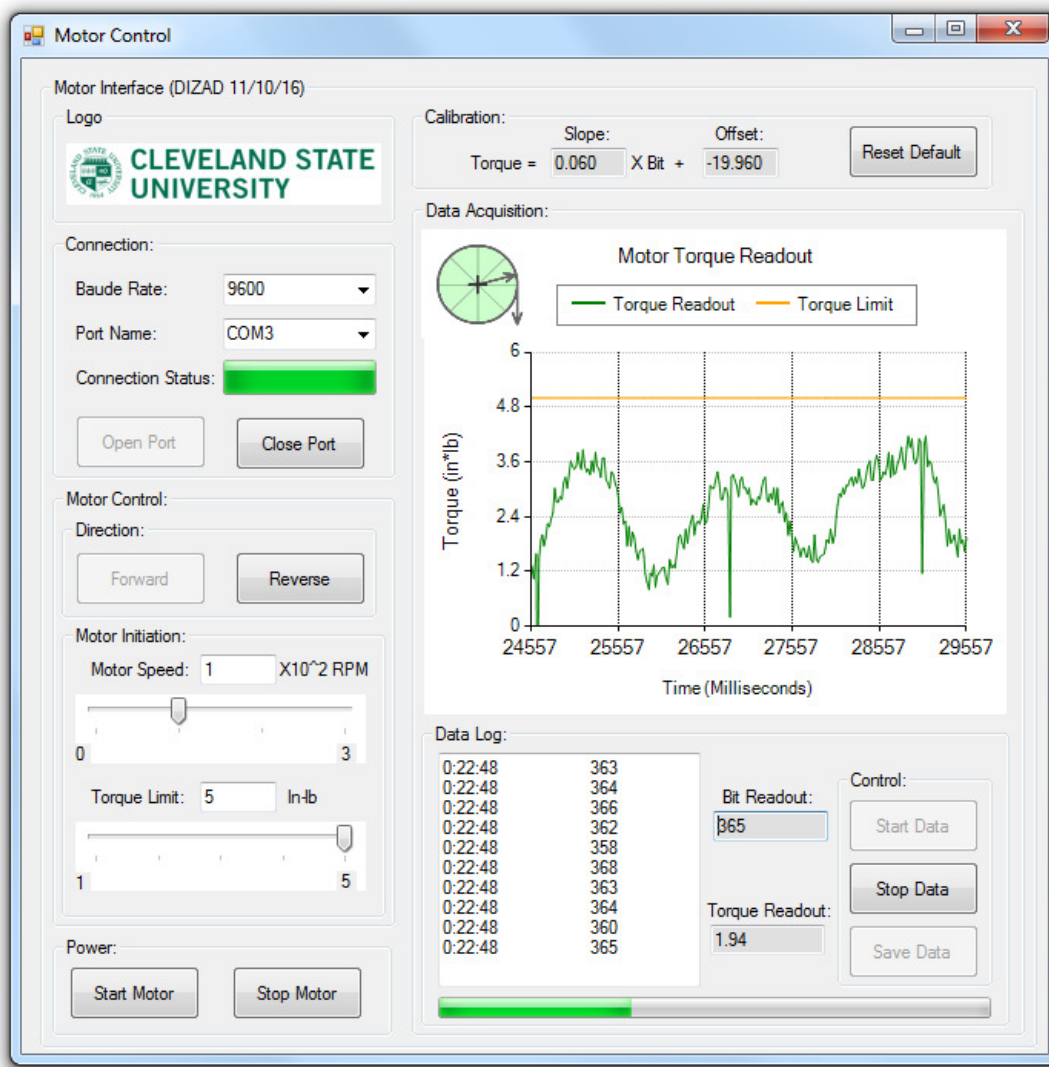 Motor Control
Motor Interface (DIZAD 11/10/16)
Logo
CLEVELAND STATE
UNIVERSITY
Connection:
Baude Rate: 9600
Port Name: COM3
Connection Status:
Open Port Close Port
Motor Control:
Direction:
Forward Reverse
Motor Initiation:
Motor Speed: 1 X10^2 RPM
0 3
Torque Limit: 5 In-lb
1 5
Power:
Start Motor Stop Motor
Calibration:
Slope: Offset:
Torque = 0.060 X Bit + -19.960
Reset Default
Data Acquisition:
Motor Torque Readout
Torque Readout Torque Limit
6
4.8
3.6
2.4
1.2
0
Torque (in*lb)
24557 25557 26557 27557 28557 29557
Time (Milliseconds)
Data Log:
0:22:48 363
0:22:48 364
0:22:48 366
0:22:48 362
0:22:48 358
0:22:48 368
0:22:48 363
0:22:48 364
0:22:48 360
0:22:48 365
Bit Readout:
365
Torque Readout:
1.94
Control:
Start Data
Stop Data
Save Data